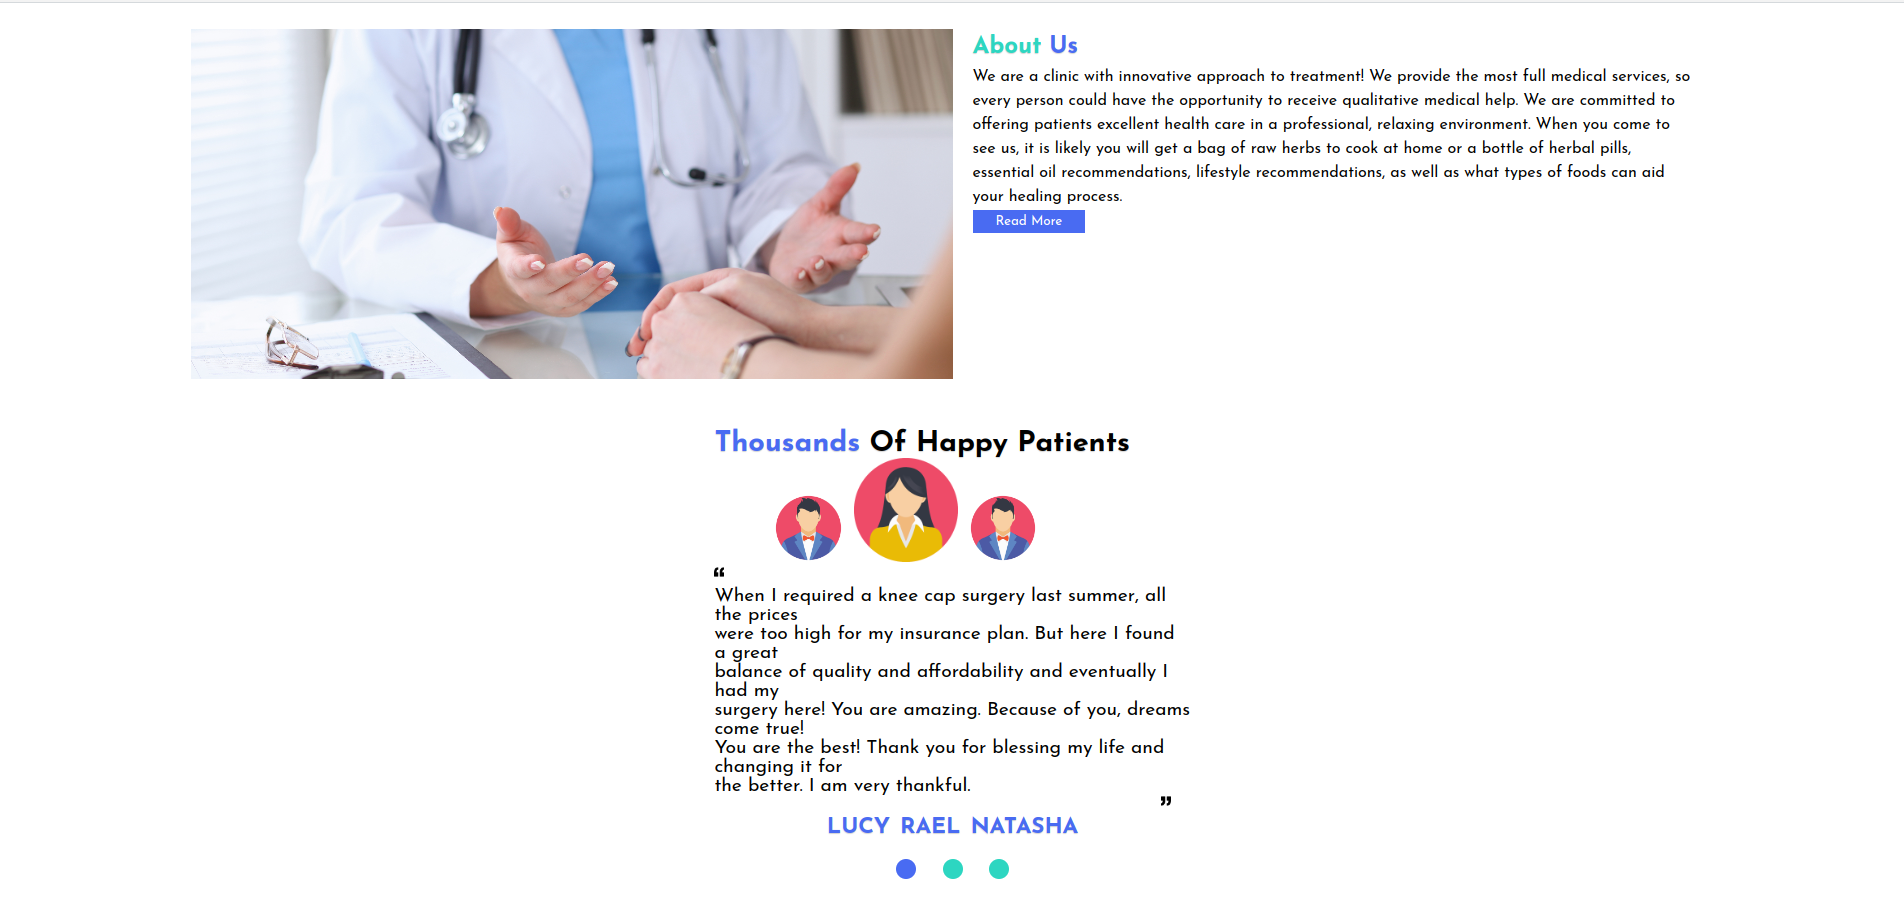 About Us
We are a clinic with innovative approach to treatment! We provide the most full medical services, so
every person could have the opportunity to receive qualitative medical help. We are committed to
offering patients excellent health care in a professional, relaxing environment. When you come to
see us, it is likely you will get a bag of raw herbs to cook at home or a bottle of herbal pills,
essential oil recommendations, lifestyle recommendations, as well as what types of foods can aid
your healing process.
Read More
Thousands Of Happy Patients
“
When I required a knee cap surgery last summer, all
the prices
were too high for my insurance plan. But here I found
a great
balance of quality and affordability and eventually I
had my
surgery here! You are amazing. Because of you, dreams
come true!
You are the best! Thank you for blessing my life and
changing it for
the better. I am very thankful.
”
LUCY RAEL NATASHA